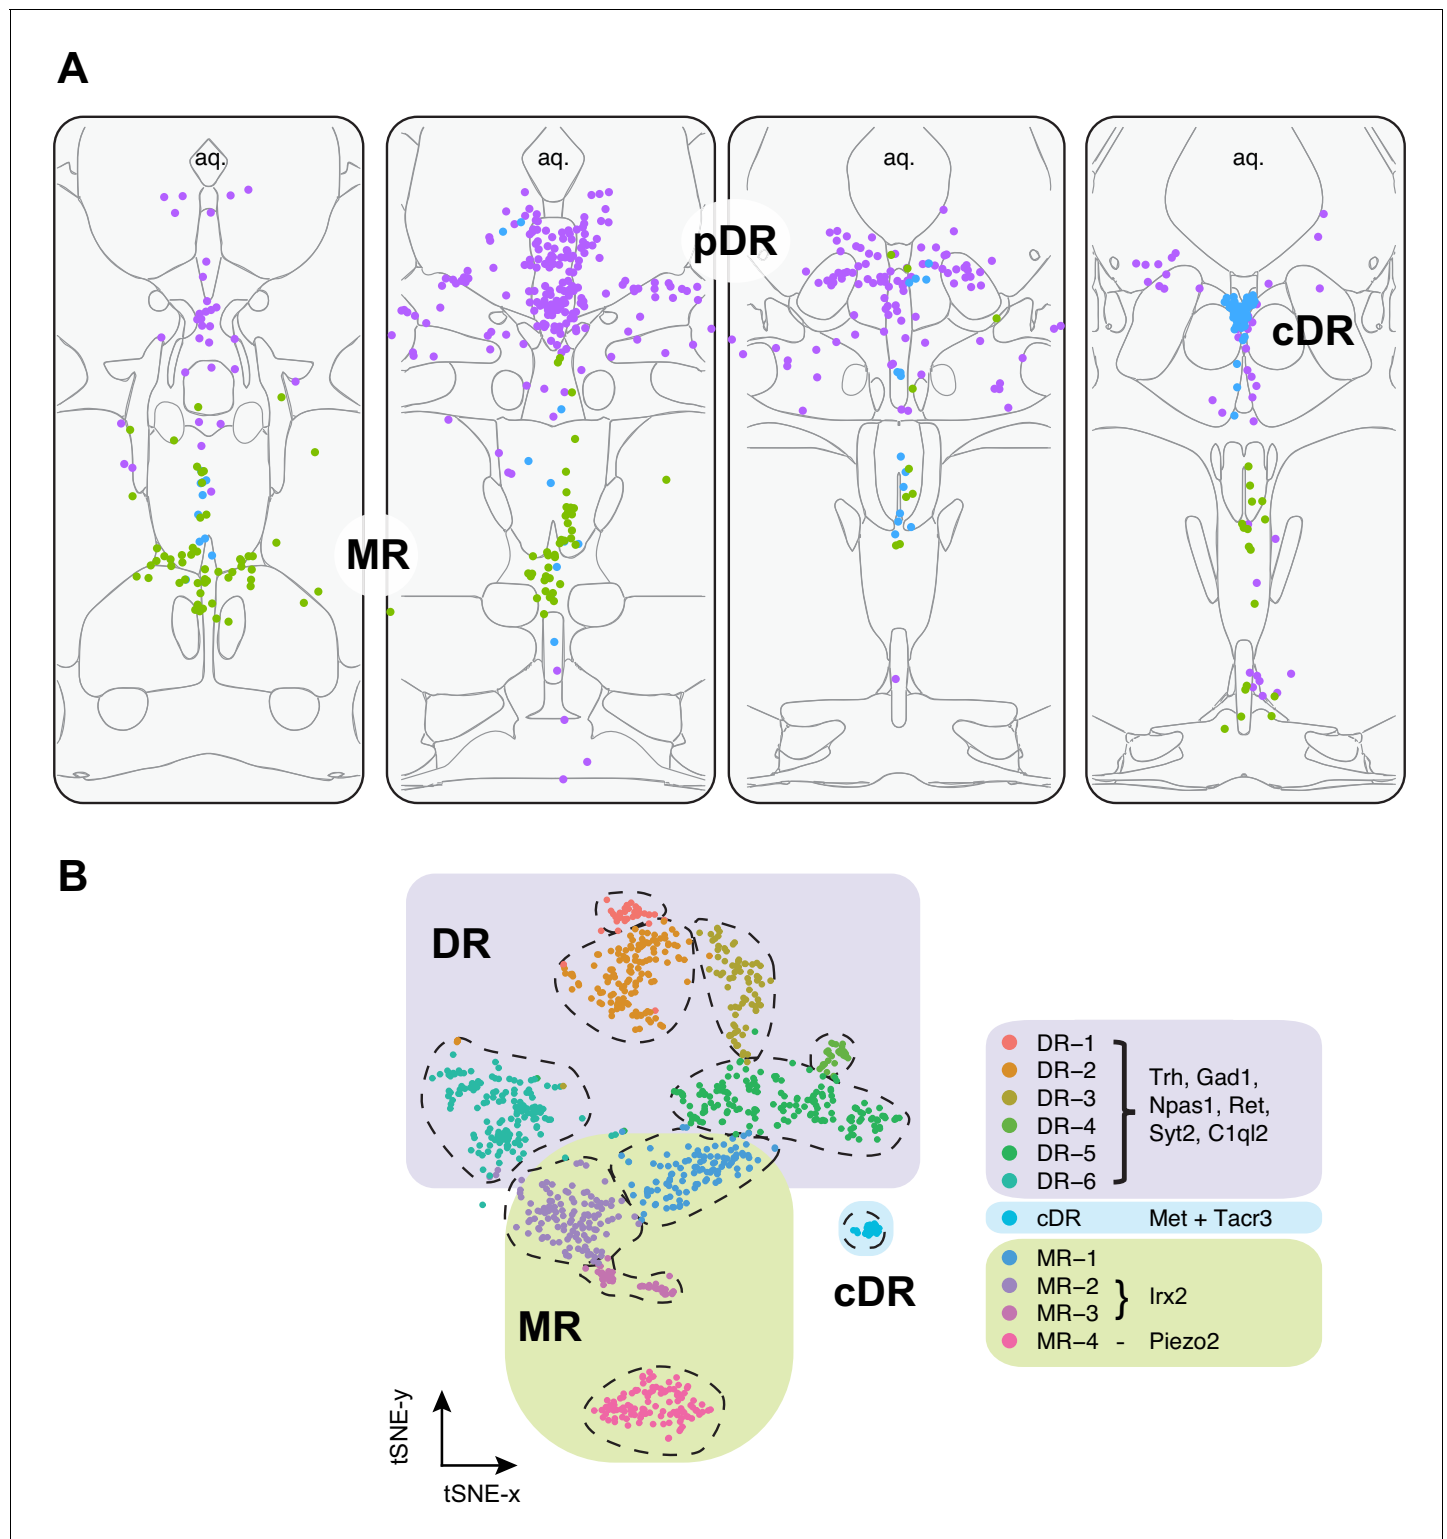 A
aq.
aq.
aq.
aq.
pDR
cDR
MR
B
DR
DR–1
DR–2
DR–3
DR–4
DR–5
DR–6
Trh, Gad1,
Npas1, Ret,
Syt2, C1ql2
cDR
Met + Tacr3
MR–1
MR–2
MR–3
Irx2
MR–4 -
Piezo2
cDR
MR
tSNE-y
tSNE-x